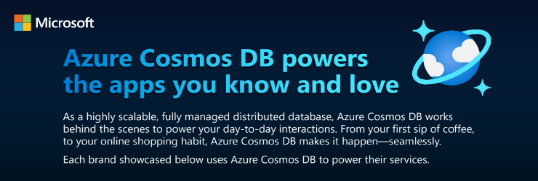 Microsoft
Azure Cosmos DB powers
the apps you know and love
As a highly scalable, fully managed distributed database, Azure Cosmos DB works
behind the scenes to power your day-to-day interactions. From your first sip of coffee,
to your online shopping habit, Azure Cosmos DB makes it happen—seamlessly.
Each brand showcased below uses Azure Cosmos DB to power their services.